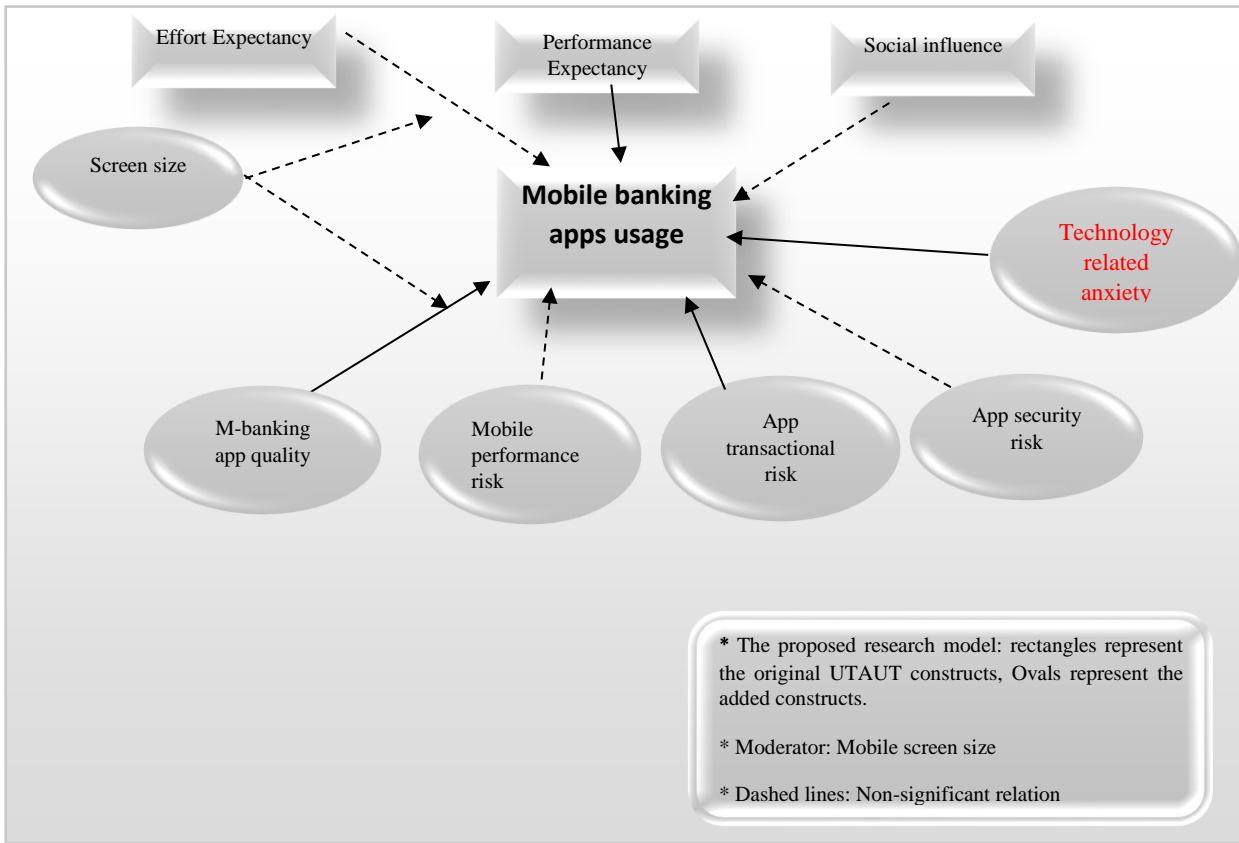 Effort Expectancy
Performance
Expectancy
Social influence
Screen size
Mobile banking
apps usage
Technology
related
anxiety
M-banking
app quality
Mobile
performance
risk
App
transactional
risk
App security
risk
* The proposed research model: rectangles represent
the original UTAUT constructs, Ovals represent the
added constructs.
* Moderator: Mobile screen size
* Dashed lines: Non-significant relation